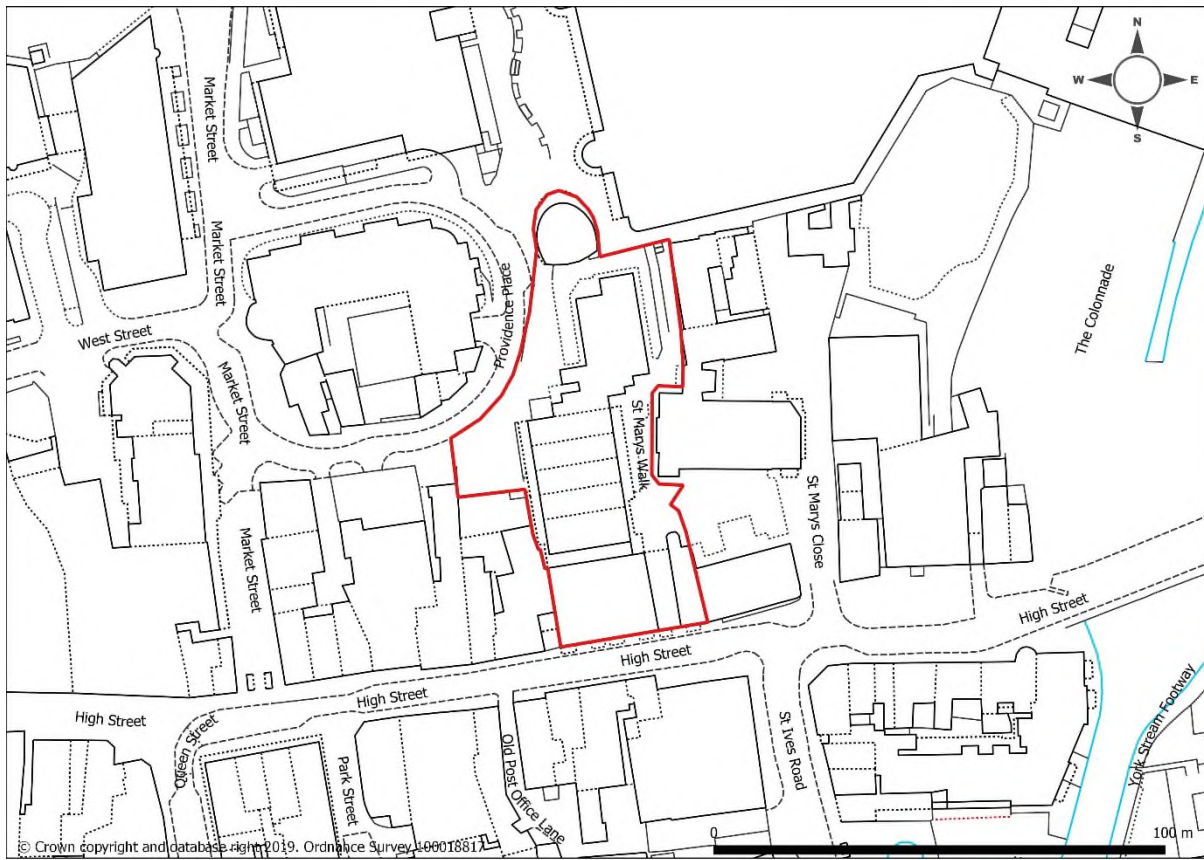 N
W E
S
Market Street
Market Street
Providence Place
The Colonnade
West Street
Market Street
St Marys Walk
St Marys Close
Market Street
High Street
High Street
High Street
High Street
Queen Street
Park Street
Old Post Office Lane
St Ives Road
York Stream Footway
0 100 m
© Crown copyright and database right 2019. Ordnance Survey 100018817